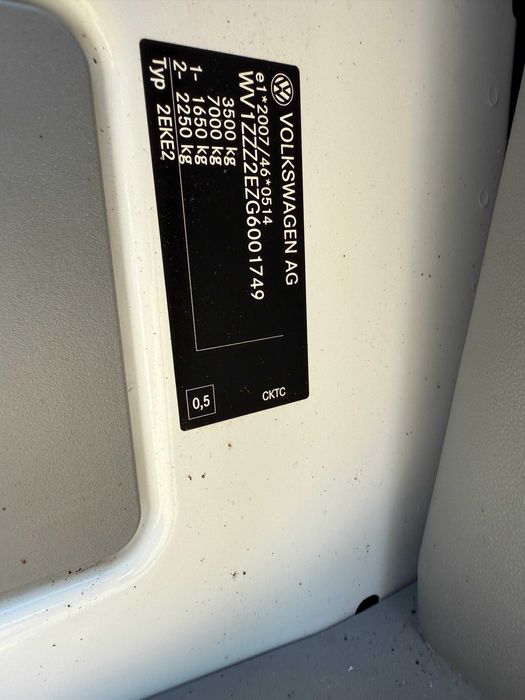 VOLKSWAGEN AG
e1*2007/46*0514
WV1ZZZ2EZG6001749
3500 kg
7000 kg
1- 1650 kg
2- 2250 kg
Typ 2EKE2
CKTC
0,5